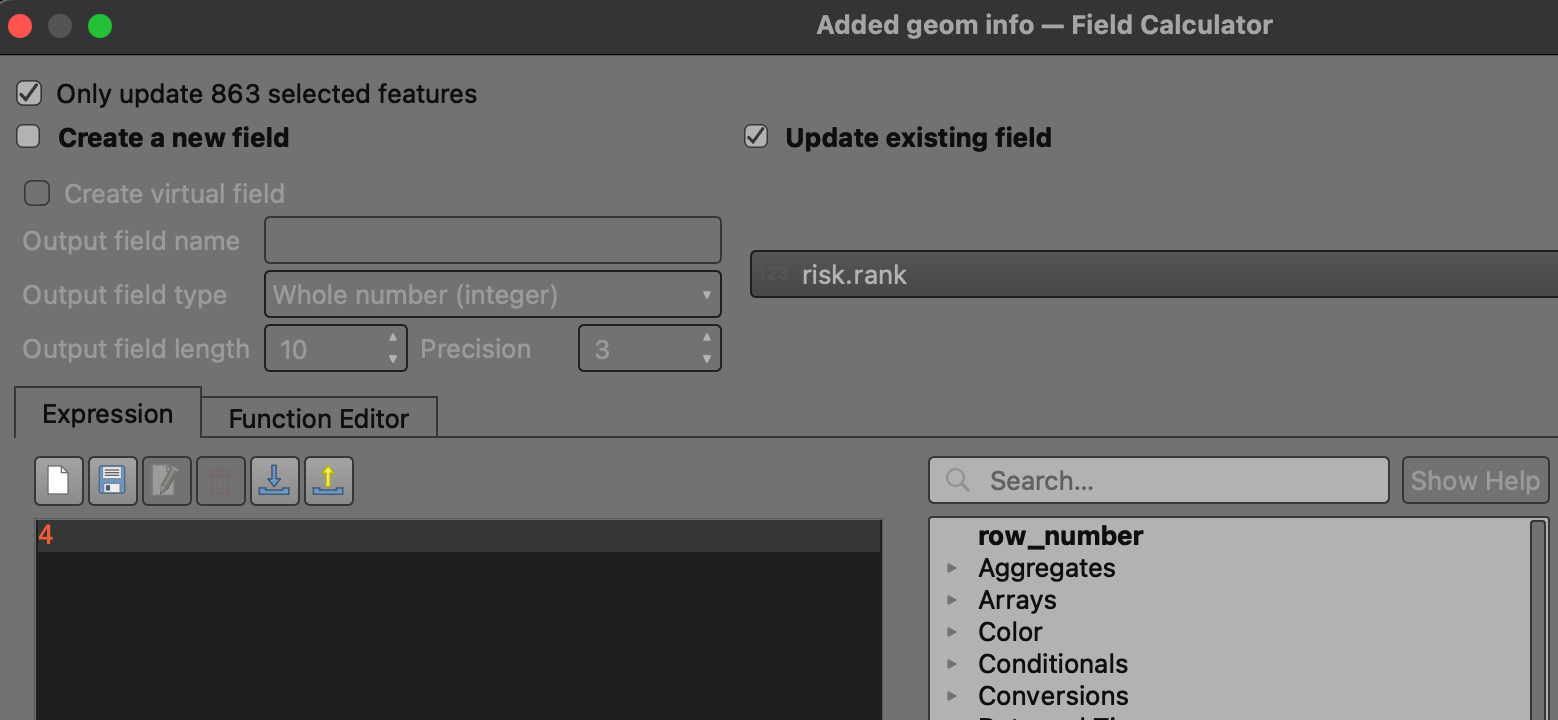 Added geom info — Field Calculator
Only update 863 selected features
Create a new field
Update existing field
Create virtual field
Output field name
123 risk.rank
Output field type Whole number (integer)
Output field length 10 Precision 3
Expression Function Editor
Search... Show Help
4
row_number
Aggregates
Arrays
Color
Conditionals
Conversions